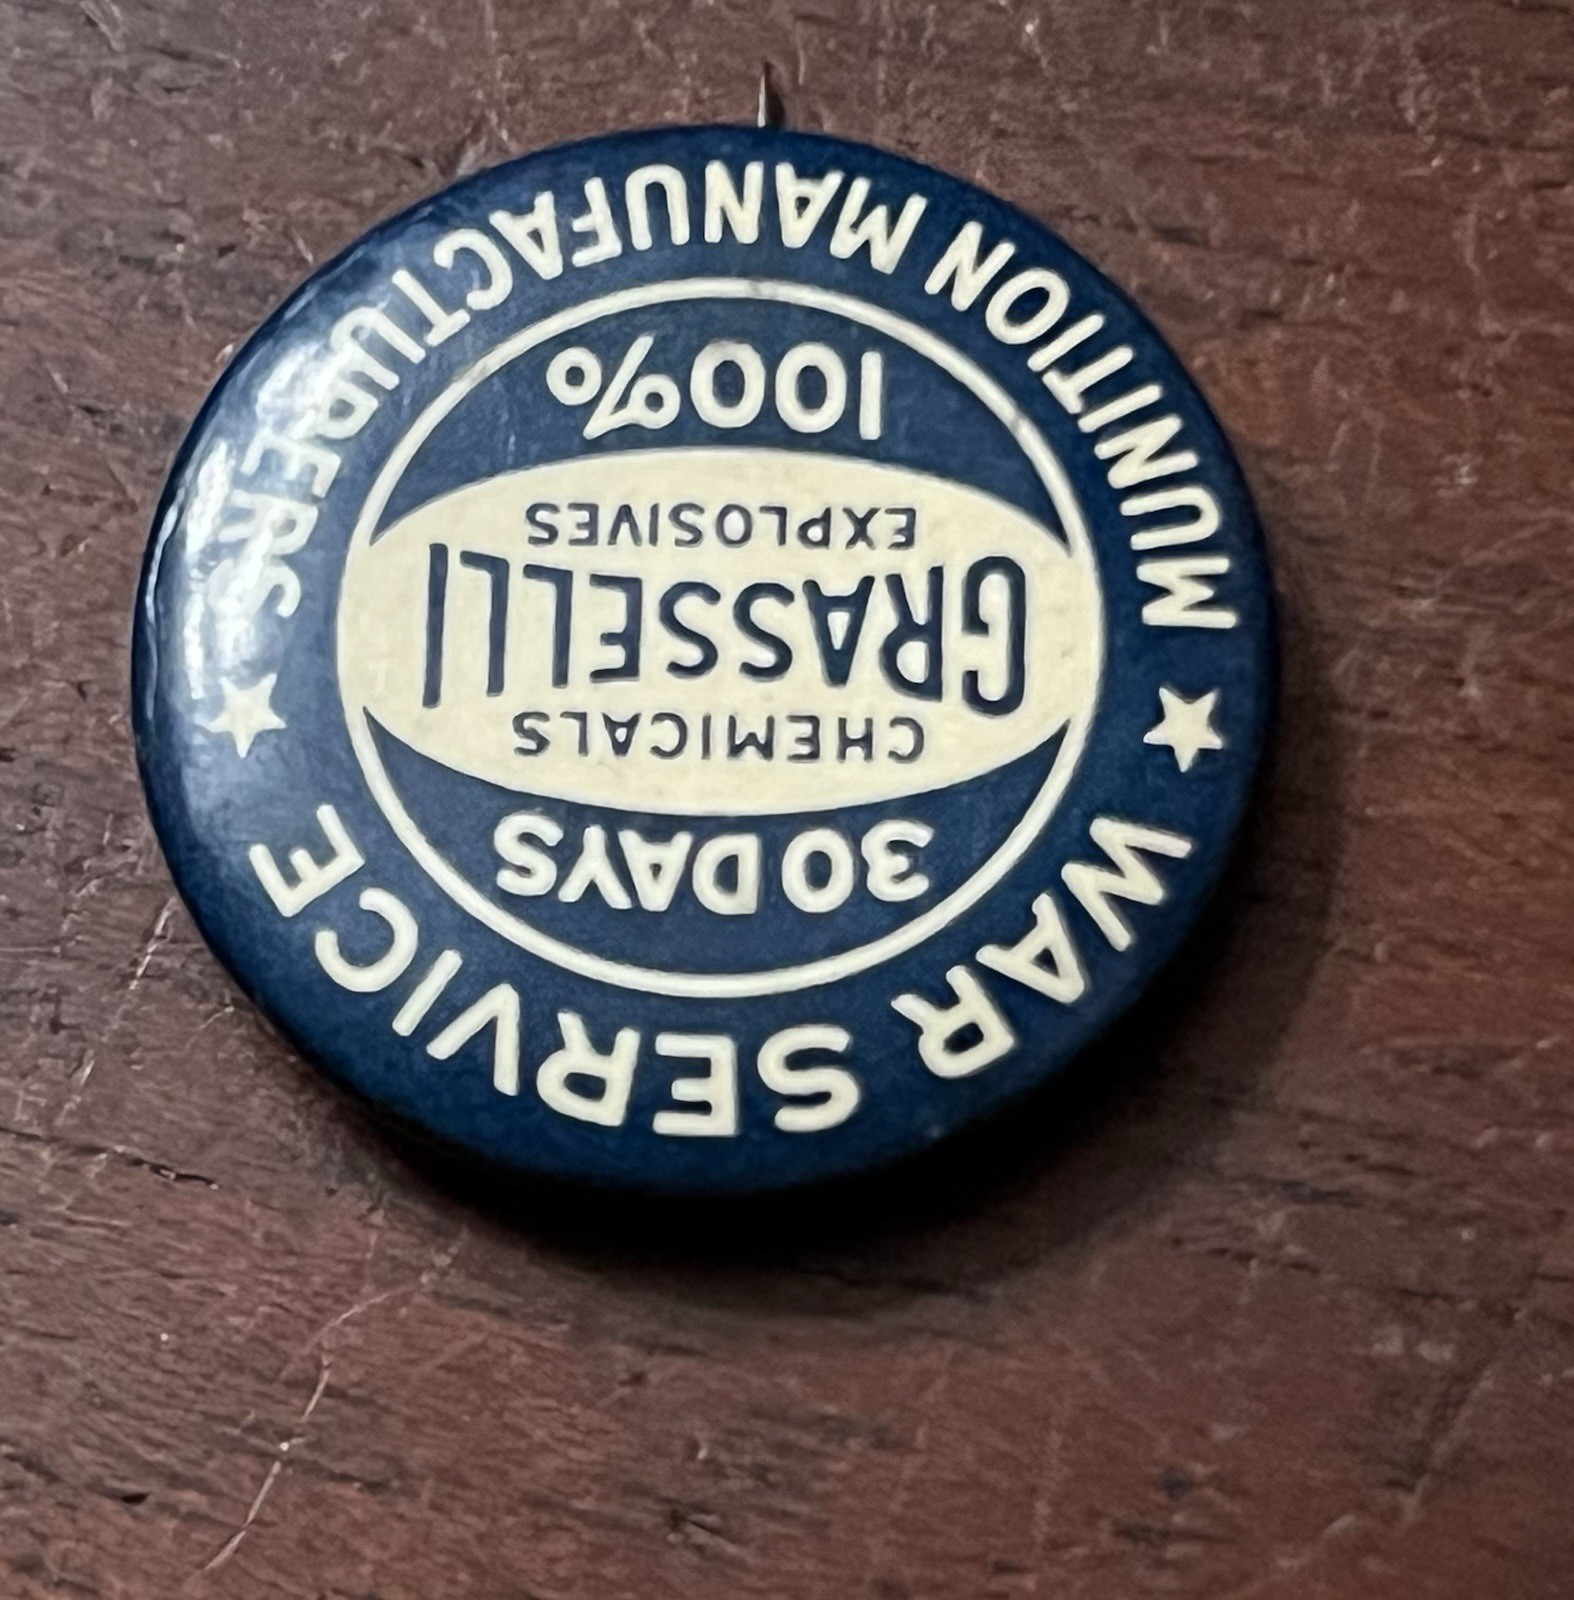 WAR SERVICE
30 DAYS
CHEMICALS
GRASSELLI
EXPLOSIVES
100%
MUNITION MANUFACTURERS